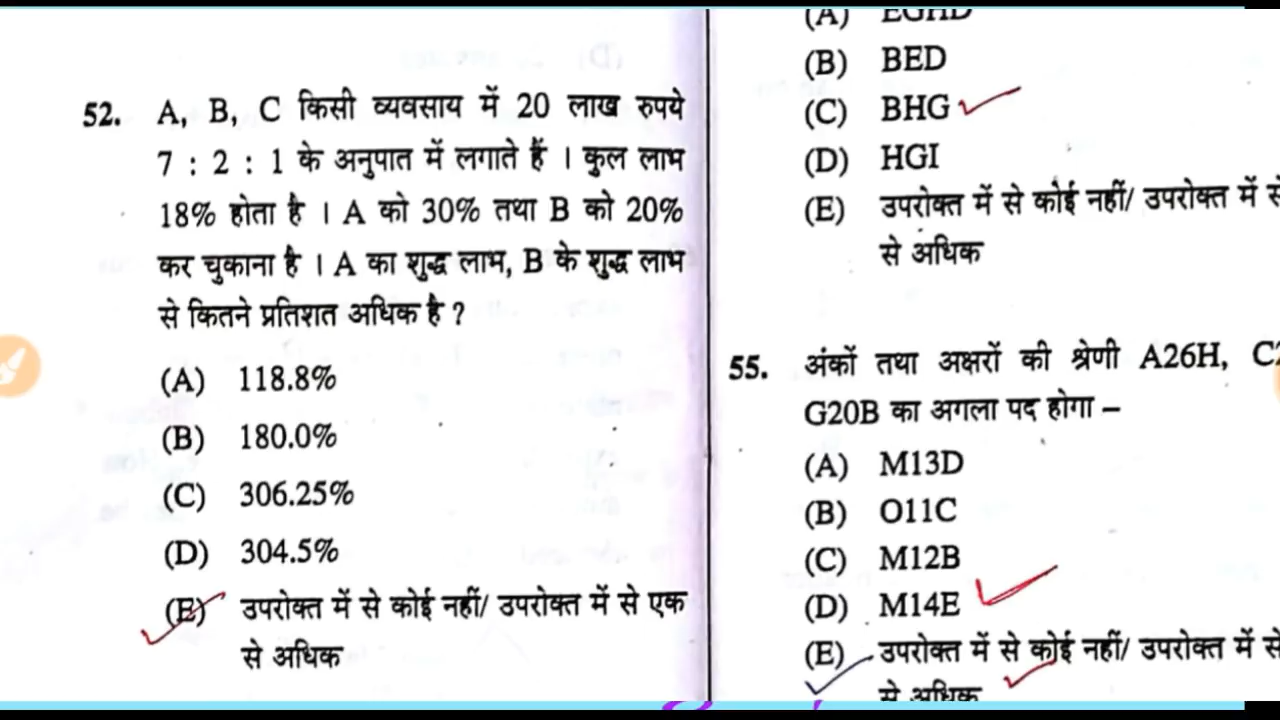 52. A, B, C किसी व्यवसाय में 20 लाख रुपये
7 : 2 : 1 के अनुपात में लगाते हैं । कुल लाभ
18% होता है । A को 30% तथा B को 20%
कर चुकाना है । A का शुद्ध लाभ, B के शुद्ध लाभ
से कितने प्रतिशत अधिक है ?
(A) 118.8%
(B) 180.0%
(C) 306.25%
(D) 304.5%
(E) उपरोक्त में से कोई नहीं/ उपरोक्त में से एक
से अधिक
(A) EGHD
(B) BED
(C) BHG
(D) HGI
(E) उपरोक्त में से कोई नहीं/ उपरोक्त में से
से अधिक
55. अंकों तथा अक्षरों की श्रेणी A26H,
G20B का अगला पद होगा –
(A) M13D
(B) O11C
(C) M12B
(D) M14E
(E) उपरोक्त में से कोई नहीं/ उपरोक्त में से
से अधिक